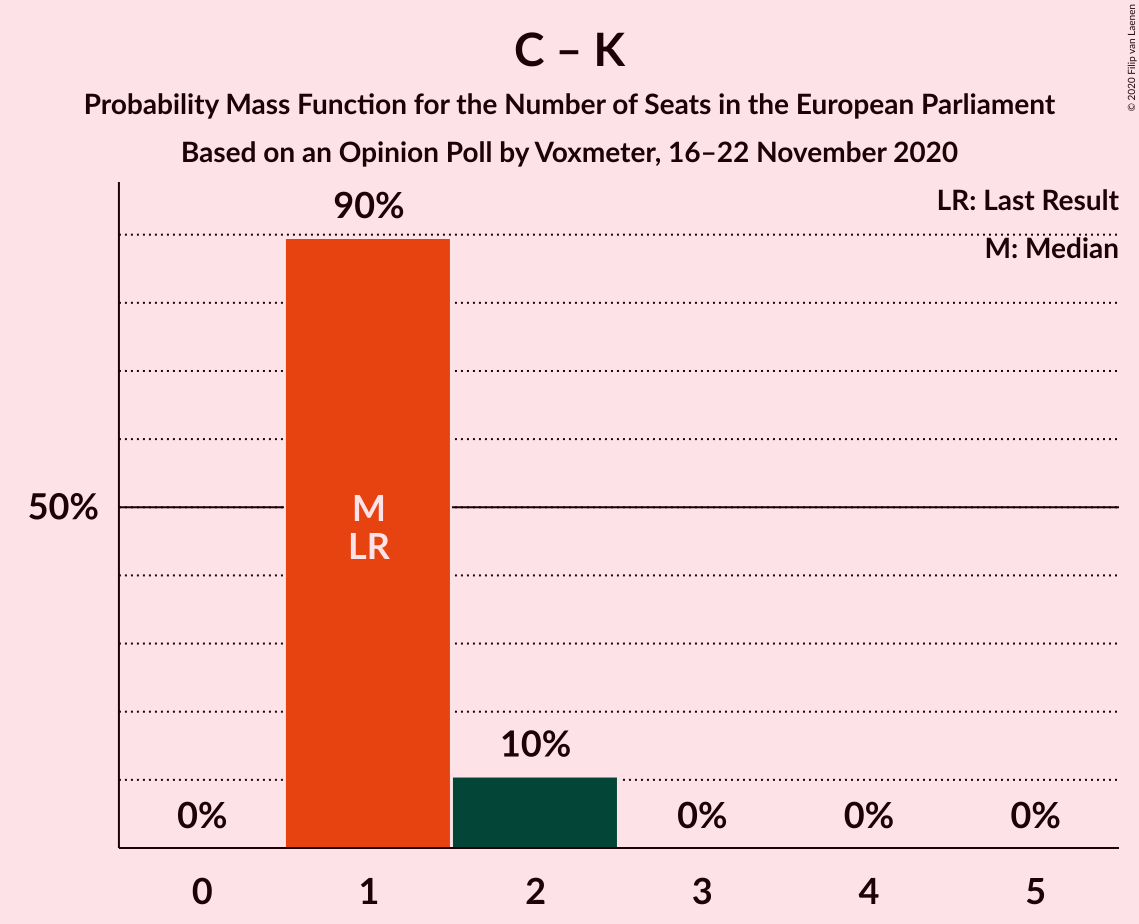 C – K
Probability Mass Function for the Number of Seats in the European Parliament
Based on an Opinion Poll by Voxmeter, 16–22 November 2020
© 2020 Filip van Laenen
LR: Last Result
M: Median
90%
50%
M
LR
10%
0%
0%
0%
0%
0
1
2
3
4
5